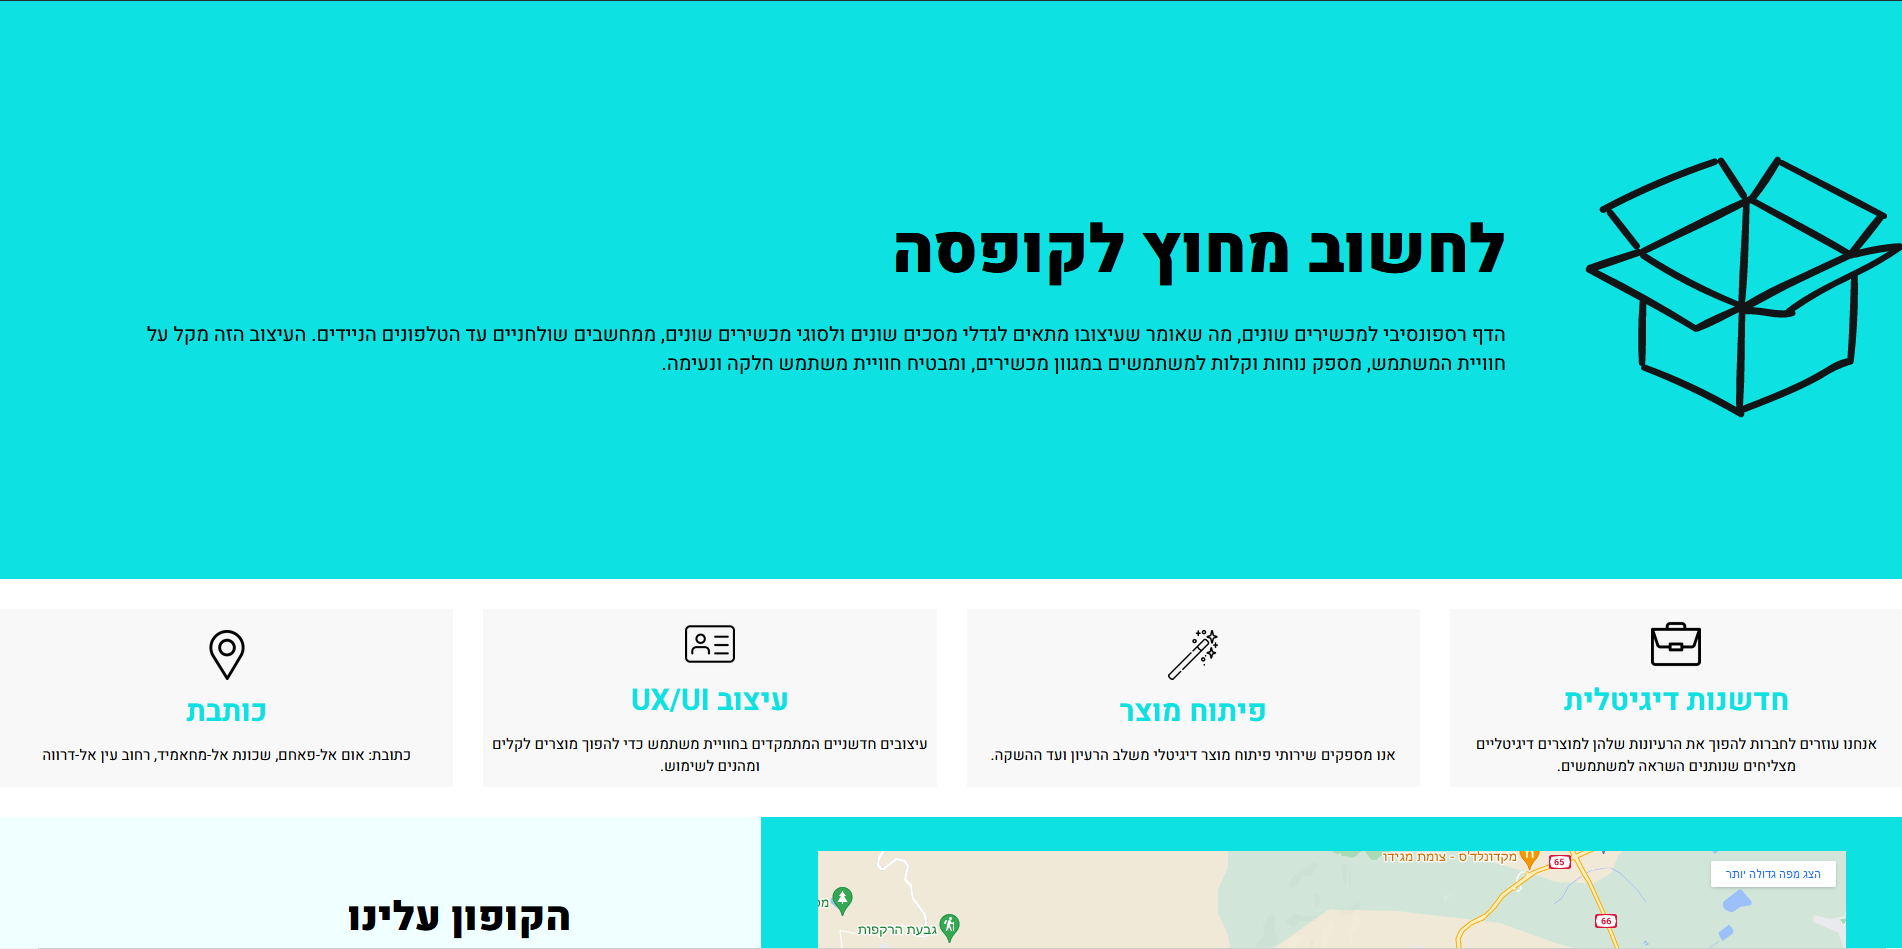 לחשוב מחוץ לקופסה
הדף רספונסיבי למכשירים שונים, מה שאומר שעיצובו מתאים לגדלי מסכים שונים ולסוגי מכשירים שונים, ממחשבים שולחניים עד הטלפונים הניידים. העיצוב הזה מקל על
חוויית המשתמש, מספק נוחות וקלות למשתמשים במגוון מכשירים, ומבטיח חוויית משתמש חלקה ונעימה.
חדשנות דיגיטלית
אנחנו עוזרים לחברות להפוך את הרעיונות שלהן למוצרים דיגיטליים
מצליחים שנותנים השראה למשתמשים.
פיתוח מוצר
אנו מספקים שירותי פיתוח מוצר דיגיטלי משלב הרעיון ועד ההשקה.
עיצוב UX/UI
עיצובים חדשניים המתמקדים בחוויית משתמש כדי להפוך מוצרים לקלים
ומהנים לשימוש.
כותבת
כתובת: אום אל-פאחם, שכונת אל-מחאמיד, רחוב עין אל-דרווה
הצג מפה גדולה יותר
מקדונלד'ס - צומת מגידו
65
66
גבעת הרקפות
הקופון עלינו